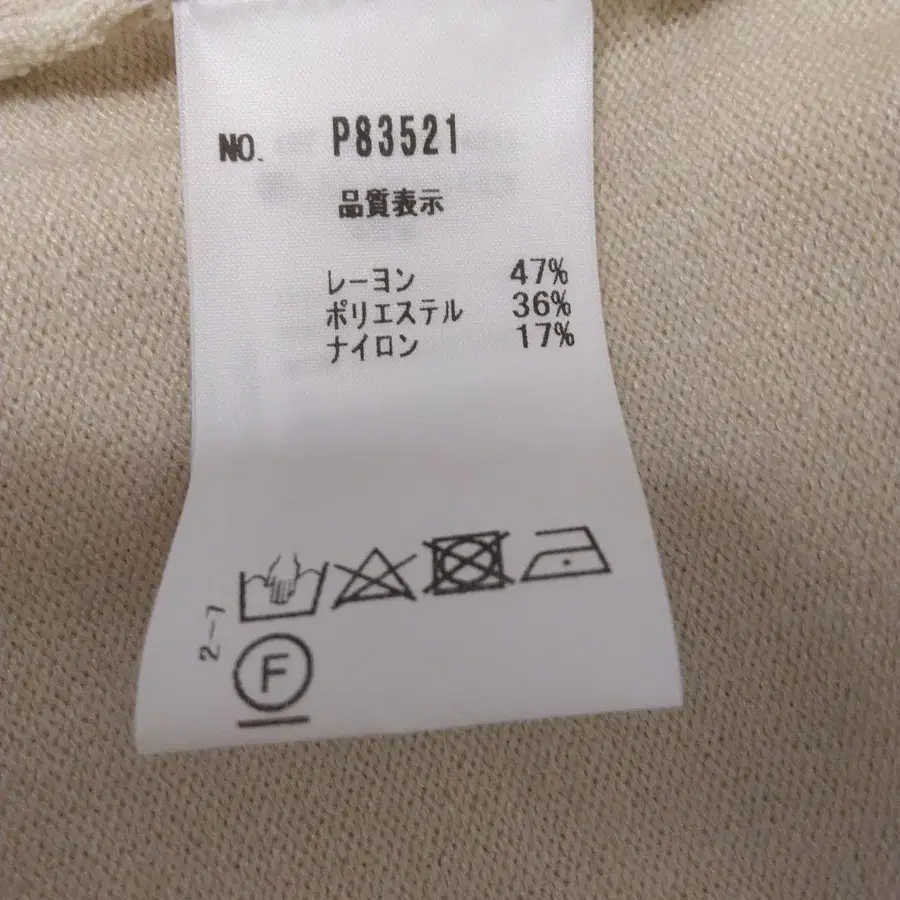 NO. P83521
品質表示
レーヨン 47%
ポリエステル 36%
ナイロン 17%
2-1
F